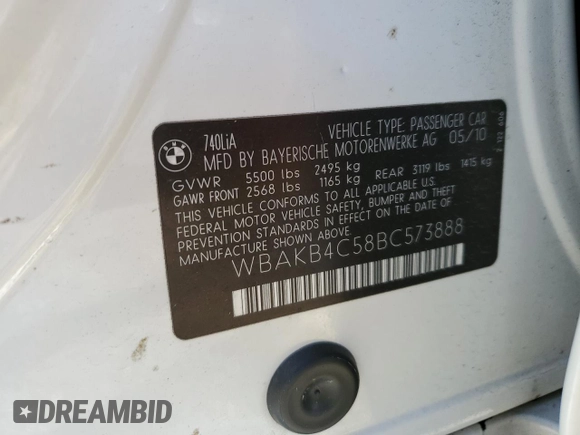 BMW
740LiA
VEHICLE TYPE: PASSENGER CAR
MFD BY BAYERISCHE MOTORENWERKE AG 05/10
GVWR 5500 lbs 2495 kg
GAWR FRONT 2568 lbs 1165 kg REAR 3119 lbs 1415 kg
THIS VEHICLE CONFORMS TO ALL APPLICABLE U.S.
FEDERAL MOTOR VEHICLE SAFETY, BUMPER AND THEFT
PREVENTION STANDARDS IN EFFECT ON THE DATE OF
MANUFACTURE SHOWN ABOVE.
WBAKB4C58BC573888
DREAMBID